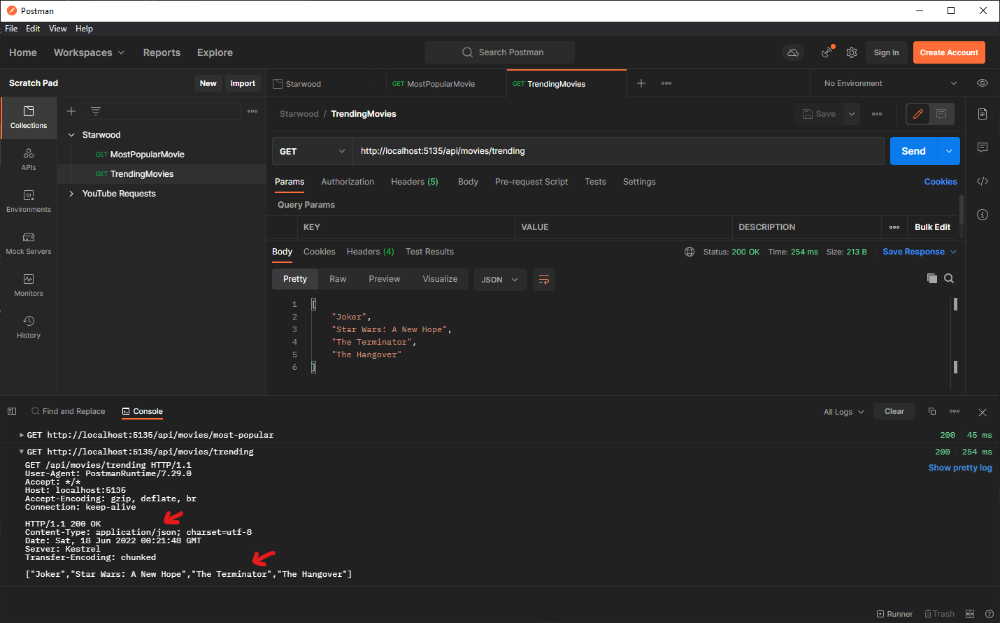 Postman
File Edit View Help
Home Workspaces Reports Explore Search Postman Sign In Create Account
Scratch Pad New Import Starwood GET MostPopularMovie GET TrendingMovies No Environment
Collections
APIs
Environments
Mock Servers
Monitors
History
Starwood
GET MostPopularMovie
GET TrendingMovies
YouTube Requests
Starwood / TrendingMovies Save
GET http://localhost:5135/api/movies/trending Send
Params Authorization Headers (5) Body Pre-request Script Tests Settings Cookies
Query Params
KEY VALUE DESCRIPTION Bulk Edit
Body Cookies Headers (4) Test Results Status: 200 OK Time: 254 ms Size: 213 B Save Response
Pretty Raw Preview Visualize JSON
1 [
2 "Joker",
3 "Star Wars: A New Hope",
4 "The Terminator",
5 "The Hangover"
6 ]
Find and Replace Console All Logs Clear
GET http://localhost:5135/api/movies/most-popular 200 45 ms
GET http://localhost:5135/api/movies/trending 200 254 ms
Show pretty log
GET /api/movies/trending HTTP/1.1
User-Agent: PostmanRuntime/7.29.0
Accept: */*
Host: localhost:5135
Accept-Encoding: gzip, deflate, br
Connection: keep-alive
HTTP/1.1 200 OK
Content-Type: application/json; charset=utf-8
Date: Sat, 18 Jun 2022 00:21:48 GMT
Server: Kestrel
Transfer-Encoding: chunked
["Joker","Star Wars: A New Hope","The Terminator","The Hangover"]
Runner Trash